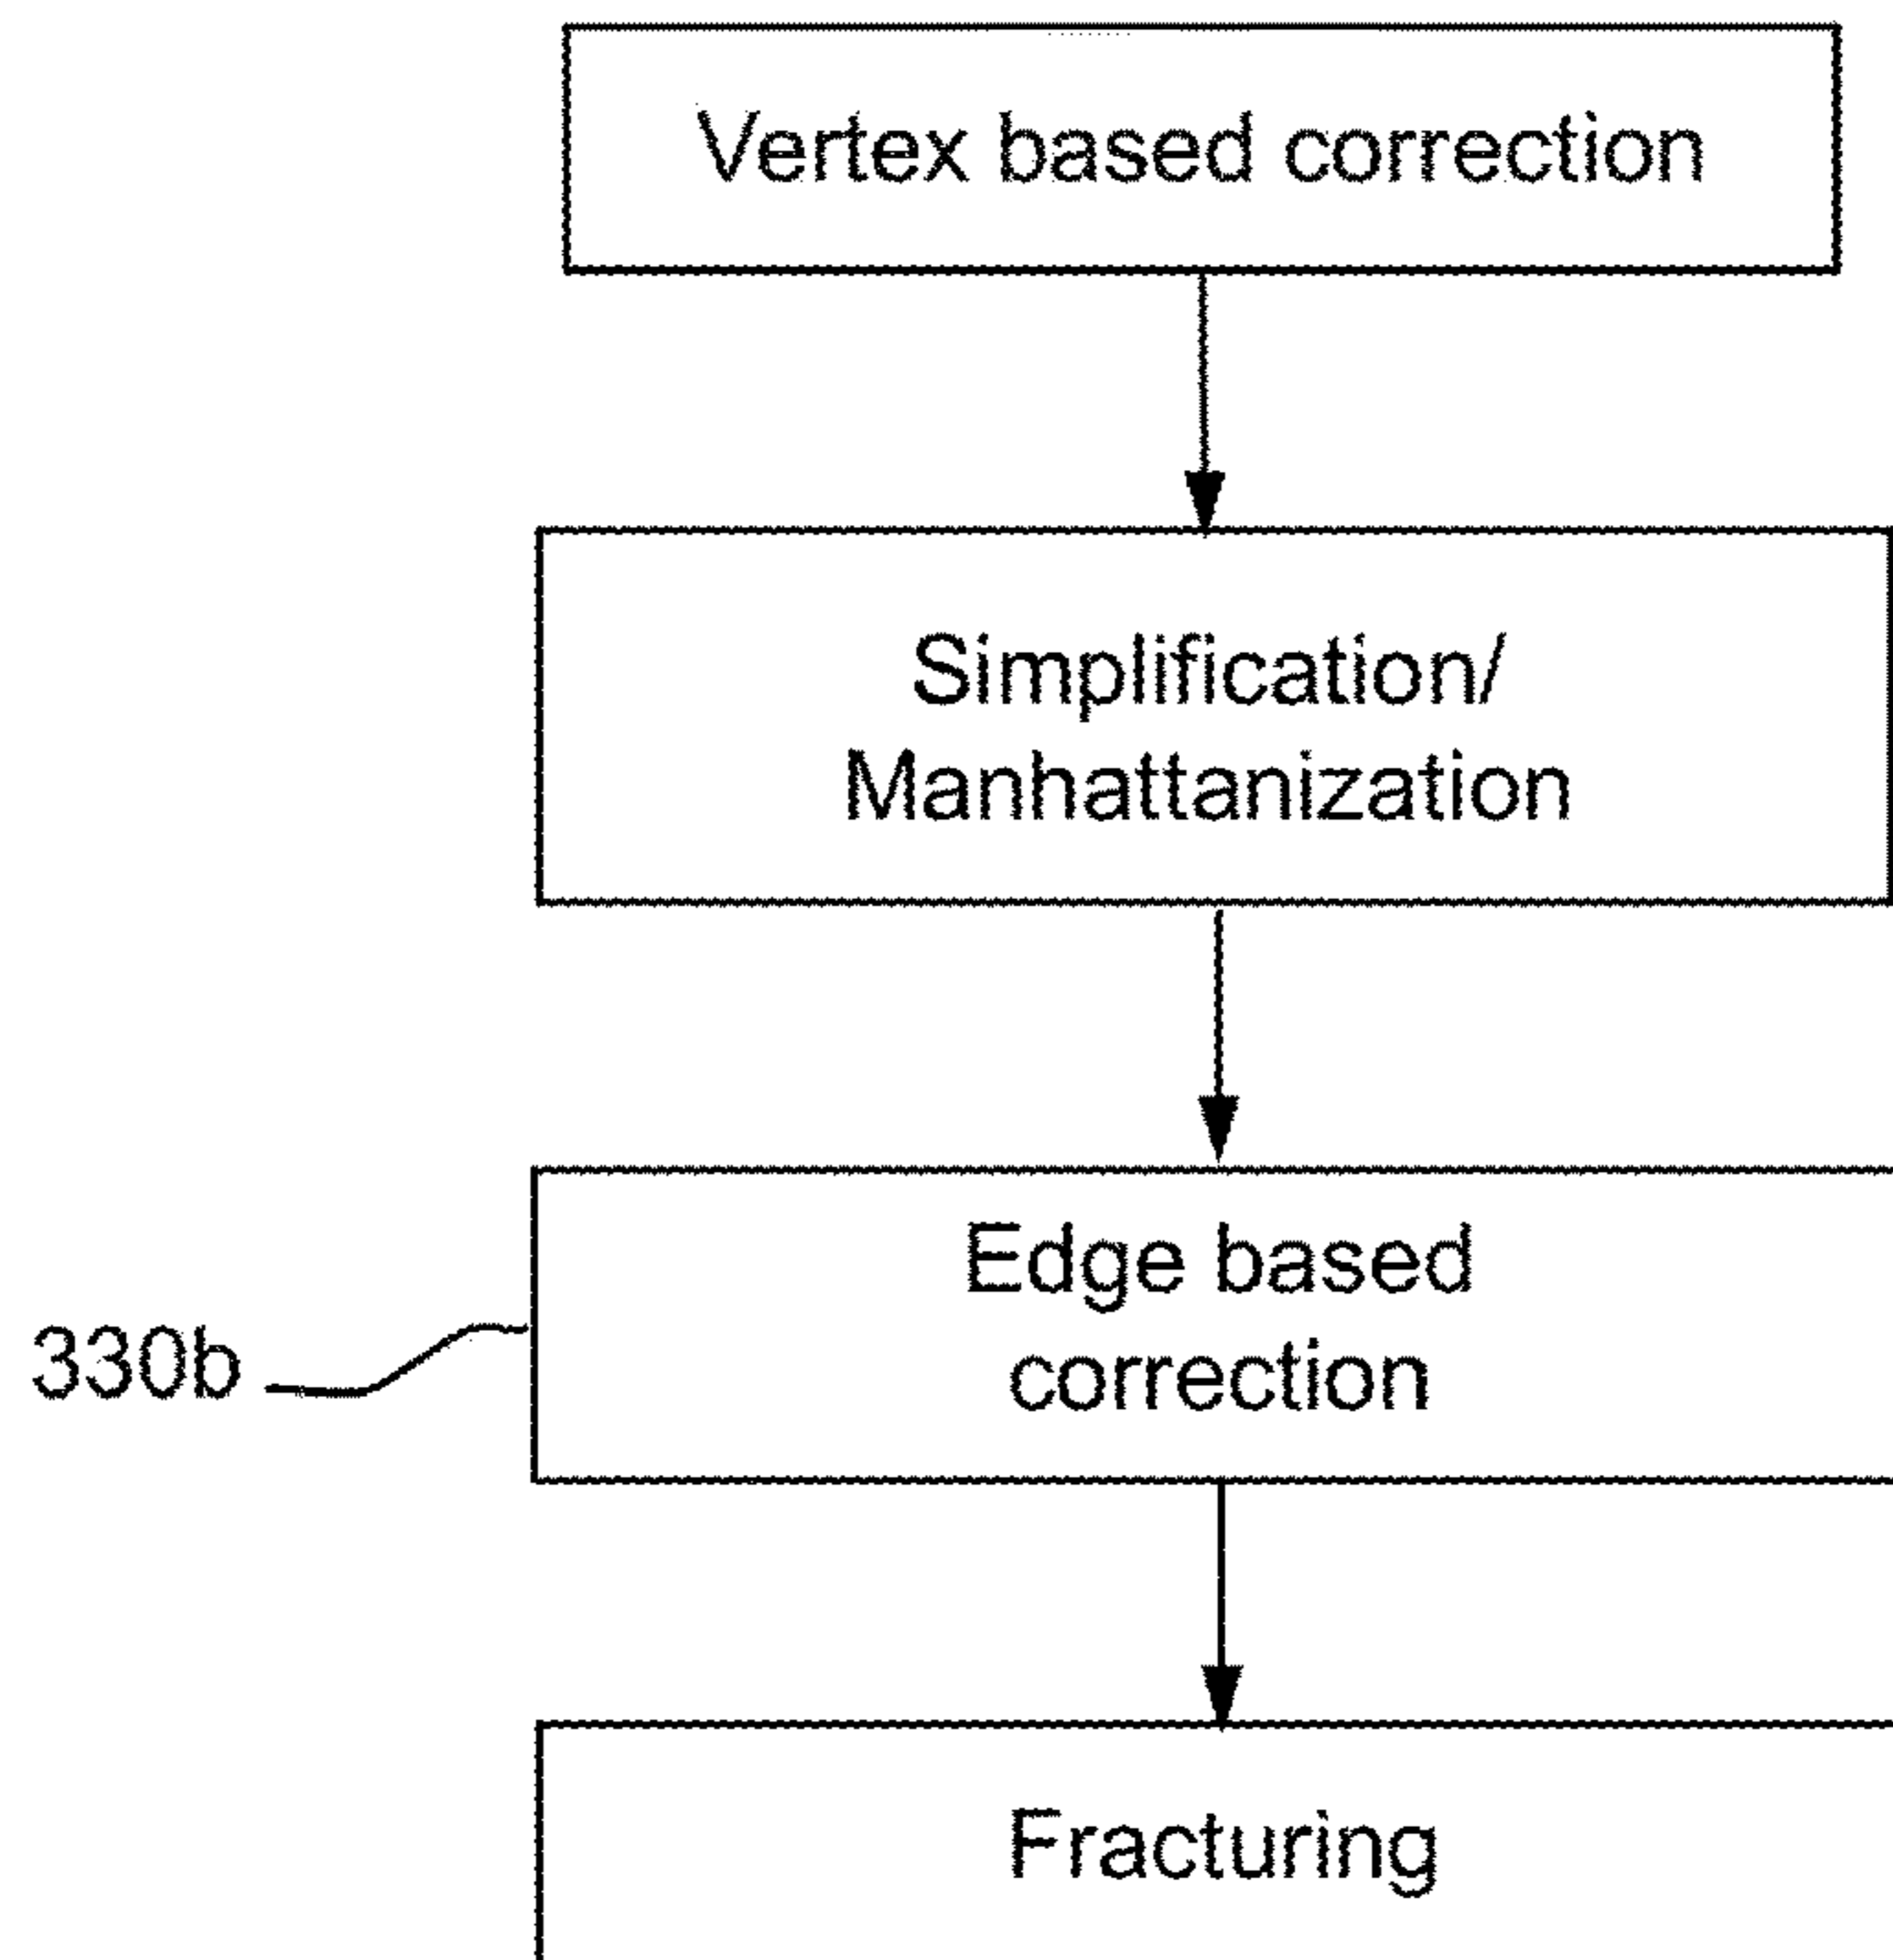 Vertex based correction
Simplification/
Manhattanization
Edge based
correction
330b
Fracturing